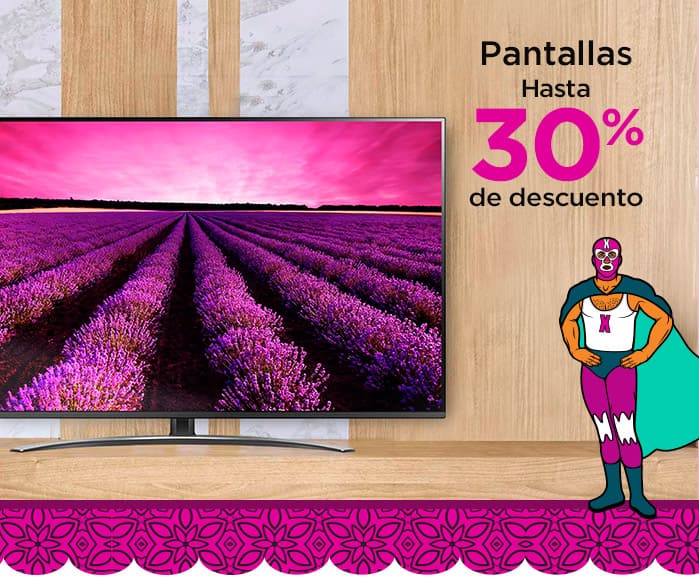 Pantallas
Hasta
30%
de descuento
X
X